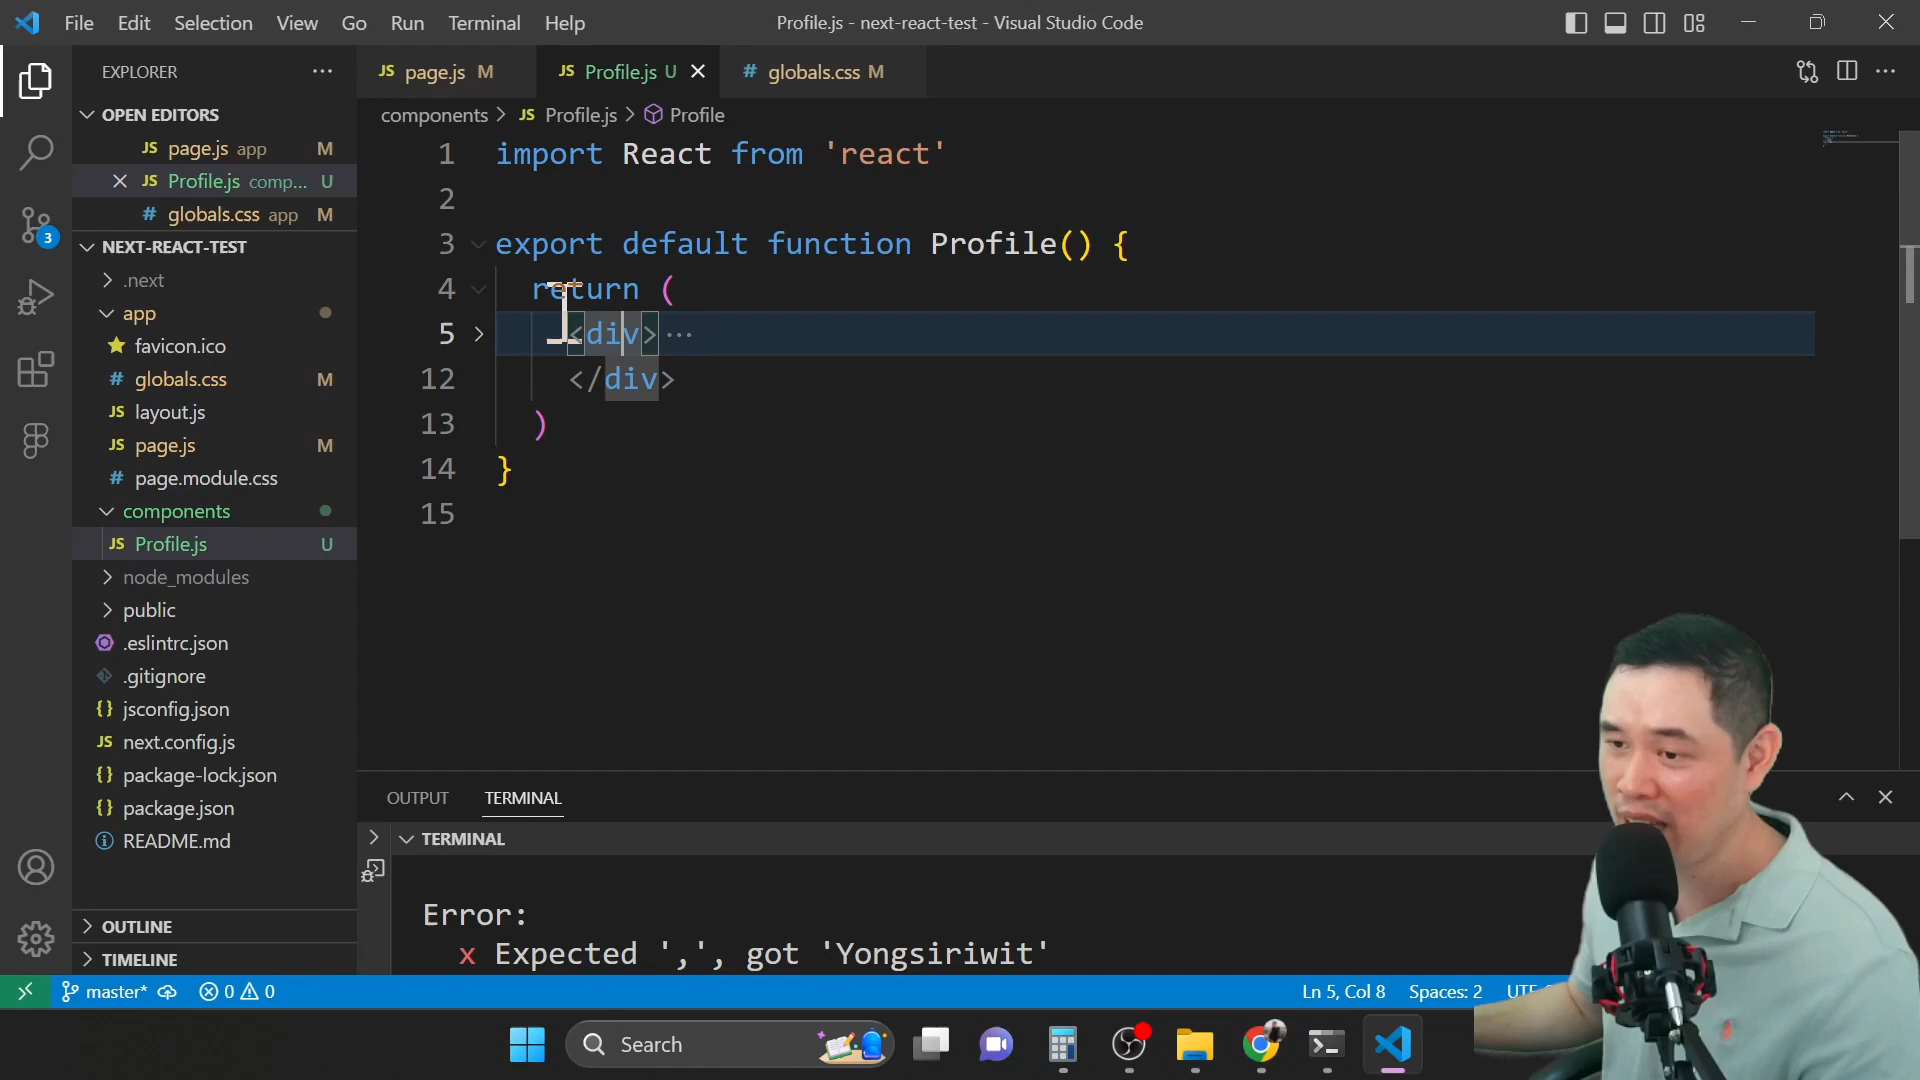 File Edit Selection View Go Run Terminal Help
Profile.js - next-react-test - Visual Studio Code
EXPLORER
OPEN EDITORS
JS page.js app M
JS Profile.js comp... U
# globals.css app M
NEXT-REACT-TEST
.next
app
favicon.ico
# globals.css M
JS layout.js
JS page.js M
# page.module.css
components
JS Profile.js U
node_modules
public
.eslintrc.json
.gitignore
{} jsconfig.json
JS next.config.js
{} package-lock.json
{} package.json
README.md
OUTLINE
TIMELINE
3
JS page.js M
JS Profile.js U
# globals.css M
components > JS Profile.js > Profile
1 import React from 'react'
2
3 export default function Profile() {
4 return (
5 <div> ...
12 </div>
13 )
14 }
15
OUTPUT TERMINAL
TERMINAL
Error:
x Expected ',', got 'Yongsiriwit'
master* 0 0
Ln 5, Col 8 Spaces: 2
Search